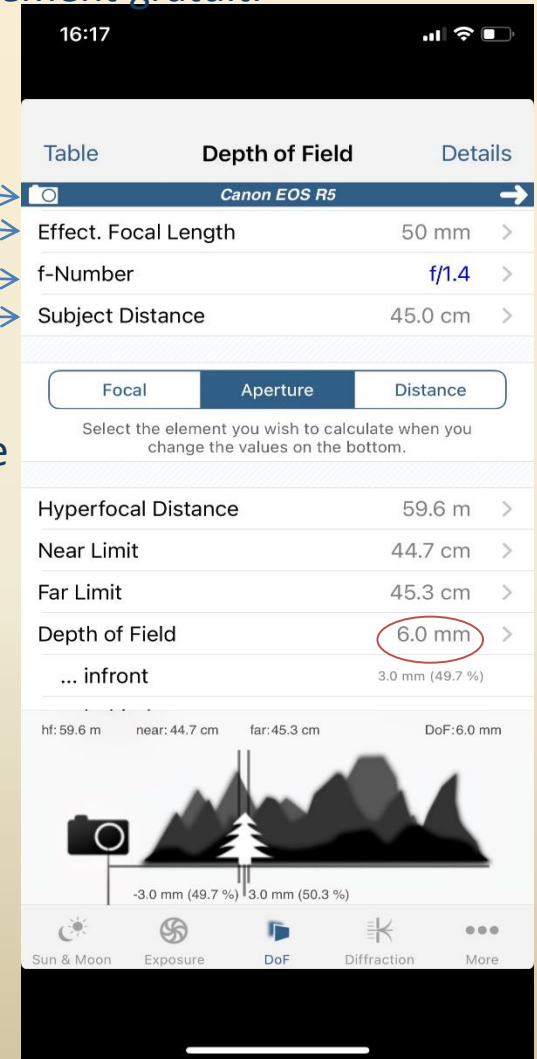 gratuit.
16:17
Table Depth of Field Details
Canon EOS R5
Effect. Focal Length 50 mm
f-Number f/1.4
Subject Distance 45.0 cm
Focal Aperture Distance
Select the element you wish to calculate when you
change the values on the bottom.
e
Hyperfocal Distance 59.6 m
Near Limit 44.7 cm
Far Limit 45.3 cm
Depth of Field 6.0 mm
... infront 3.0 mm (49.7 %)
hf: 59.6 m near: 44.7 cm far: 45.3 cm DoF: 6.0 mm
-3.0 mm (49.7 %) 3.0 mm (50.3 %)
Sun & Moon Exposure DoF Diffraction More